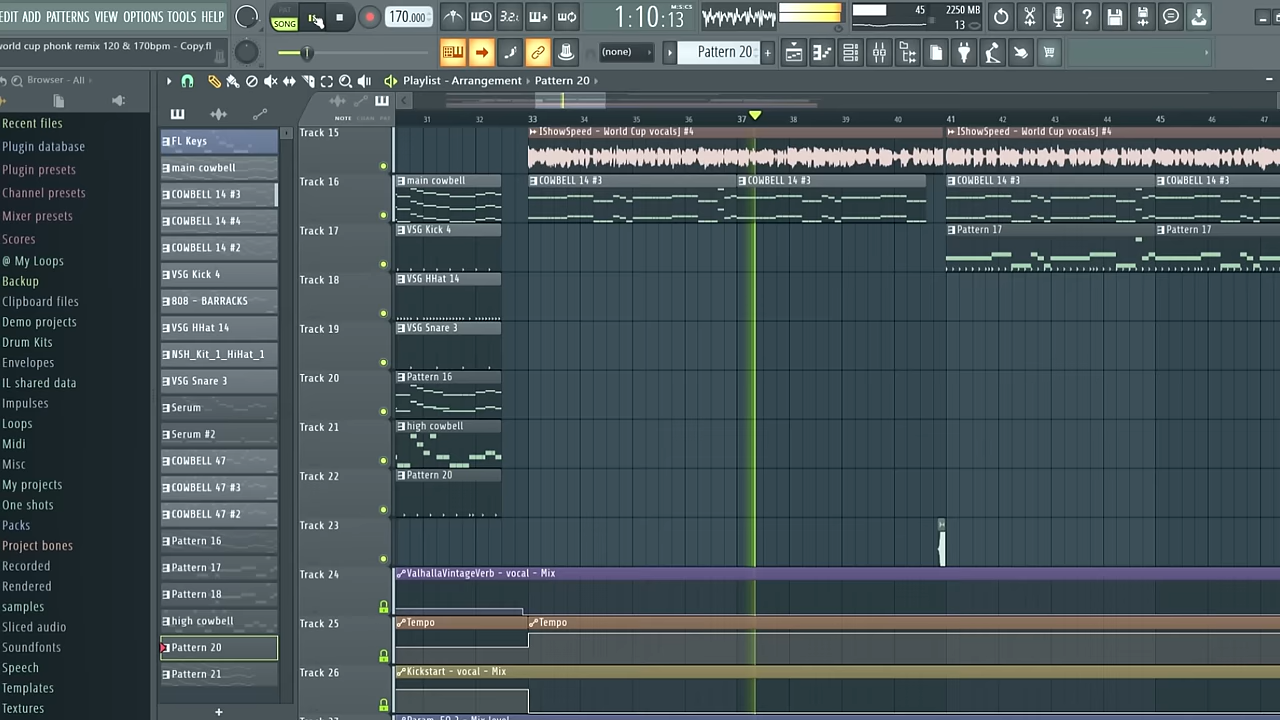 EDIT ADD PATTERNS VIEW OPTIONS TOOLS HELP
PAT
SONG
170.000
3.2.
1:10:13
M:S:CS
45
2250 MB
13
world cup phonk remix 120 & 170bpm - Copy.fl
(none)
Pattern 20
+
Browser - All
Playlist - Arrangement › Pattern 20 ›
Recent files
Plugin database
Plugin presets
Channel presets
Mixer presets
Scores
@ My Loops
Backup
Clipboard files
Demo projects
Drum Kits
Envelopes
IL shared data
Impulses
Loops
Midi
Misc
My projects
One shots
Packs
Project bones
Recorded
Rendered
samples
Sliced audio
Soundfonts
Speech
Templates
Textures
FL Keys
main cowbell
COWBELL 14 #3
COWBELL 14 #4
COWBELL 14 #2
VSG Kick 4
808 - BARRACKS
VSG HHat 14
NSH_Kit_1_HiHat_1
VSG Snare 3
Serum
Serum #2
COWBELL 47
COWBELL 47 #3
COWBELL 47 #2
Pattern 16
Pattern 17
Pattern 18
high cowbell
Pattern 20
Pattern 21
+
NOTE CHAN PAT
31 32 33 34 35 36 37 38 39 40 41 42 43 44 45 46 47
Track 15
[IShowSpeed - World Cup vocals] #4
[IShowSpeed - World Cup vocals] #4
Track 16
main cowbell
COWBELL 14 #3
COWBELL 14 #3
COWBELL 14 #3
COWBELL 14 #3
Track 17
VSG Kick 4
Pattern 17
Pattern 17
Track 18
VSG HHat 14
Track 19
VSG Snare 3
Track 20
Pattern 16
Track 21
high cowbell
Track 22
Pattern 20
Track 23
Track 24
ValhallaVintageVerb - vocal - Mix
Track 25
Tempo
Tempo
Track 26
Kickstart - vocal - Mix